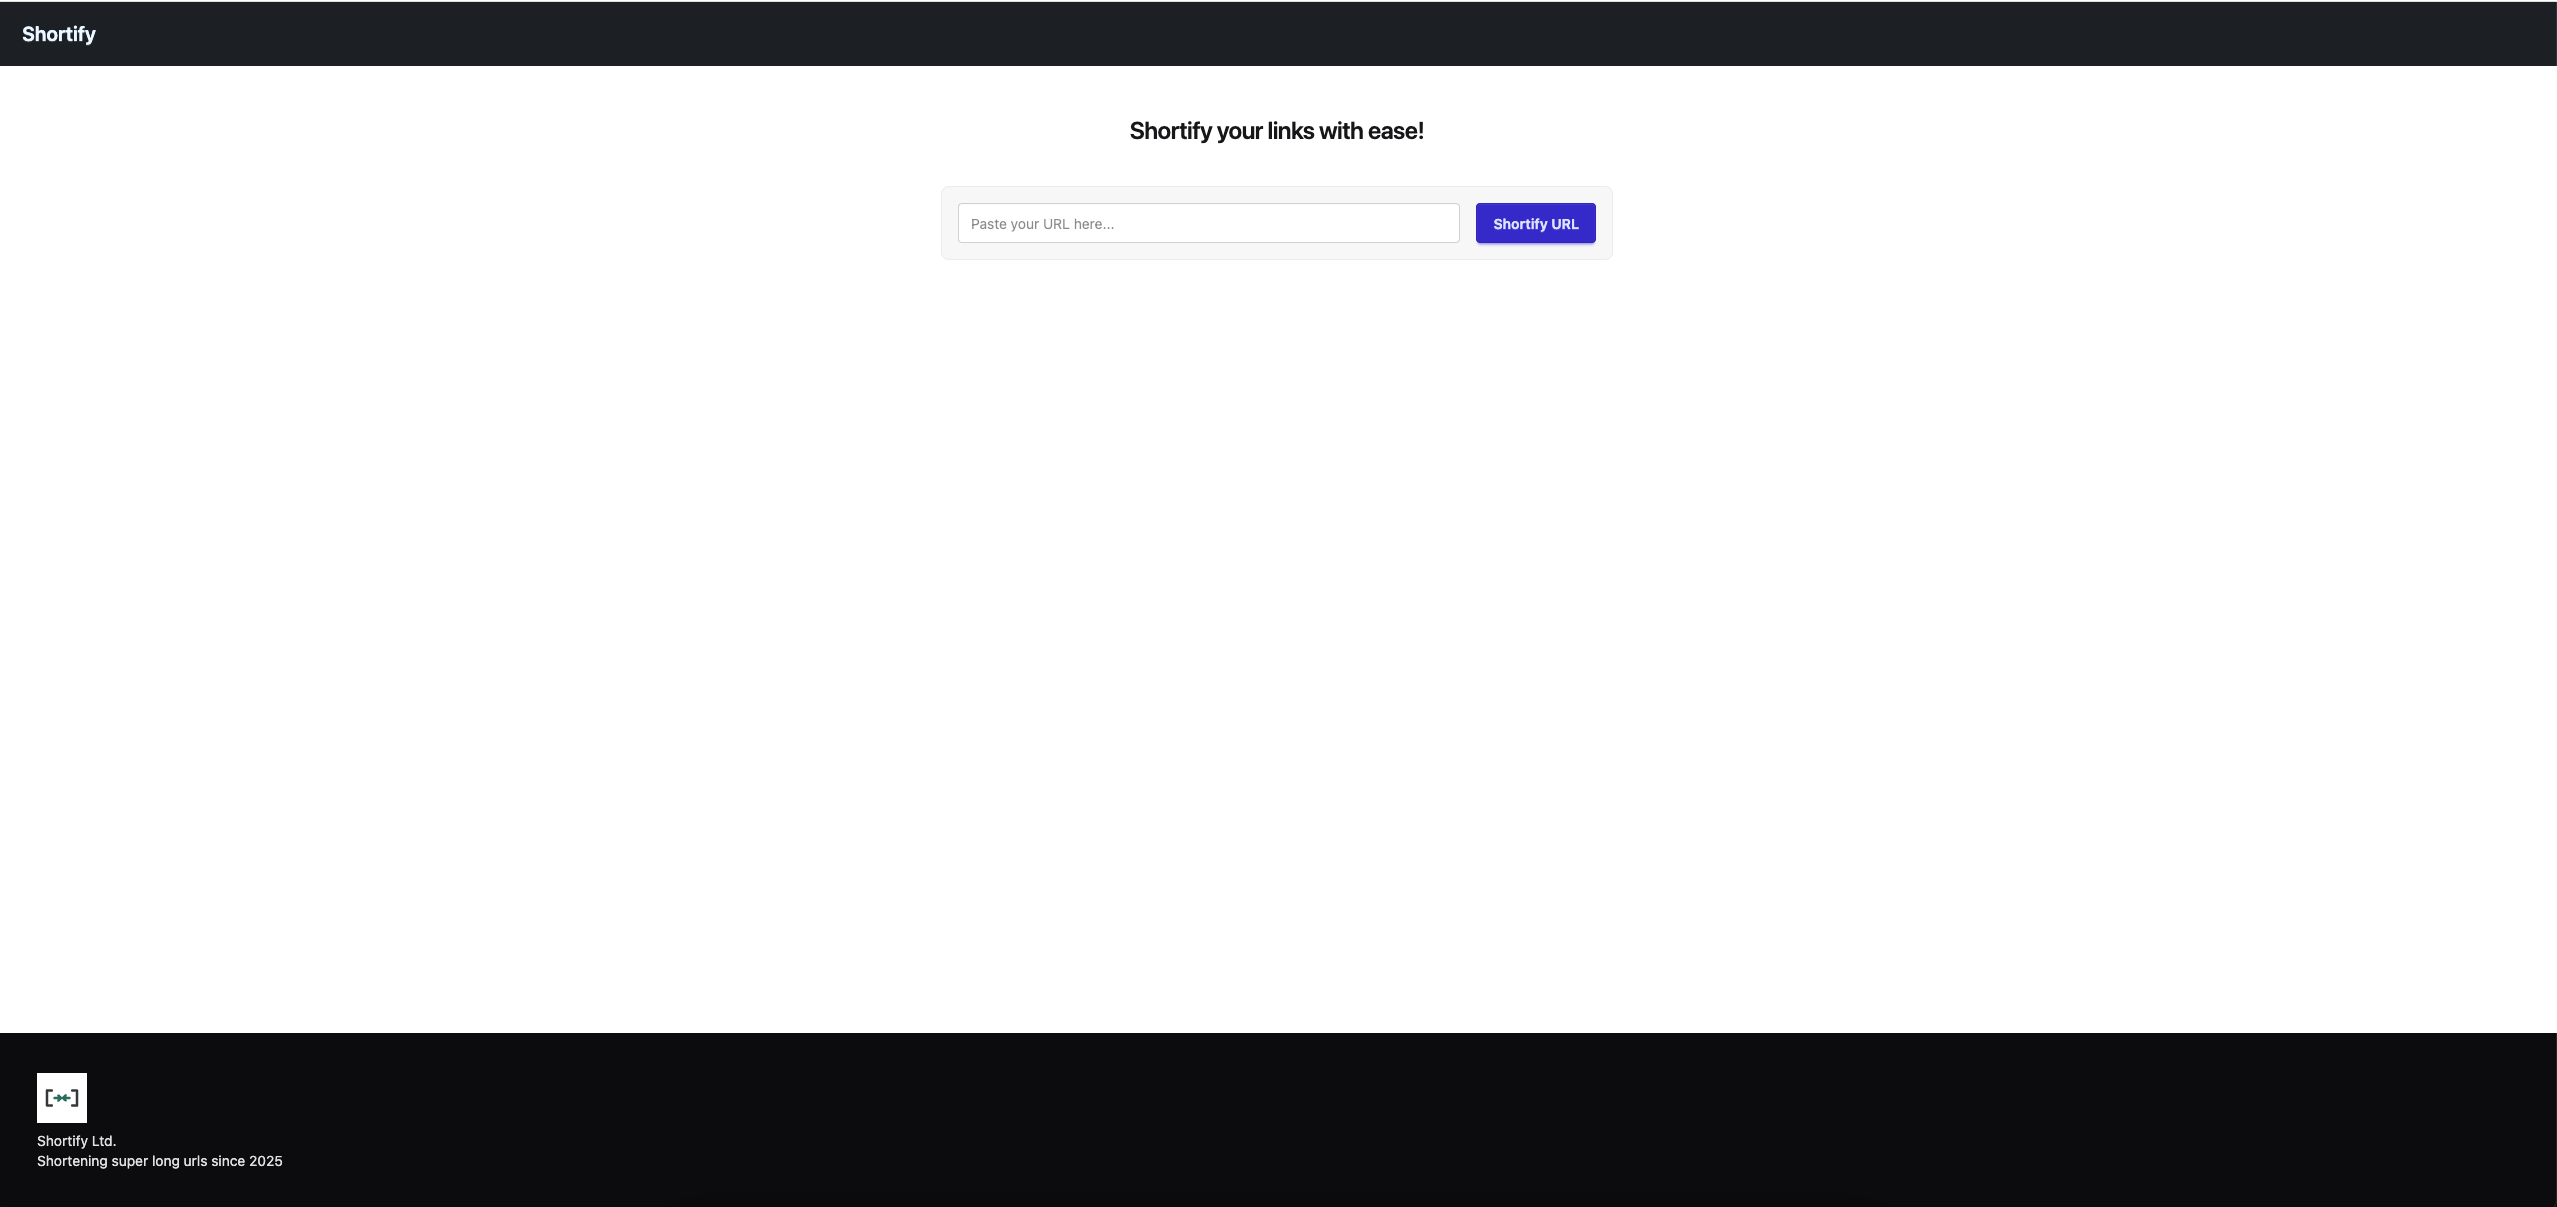 Shortify
Shortify your links with ease!
Paste your URL here...
Shortify URL
Shortify Ltd.
Shortening super long urls since 2025